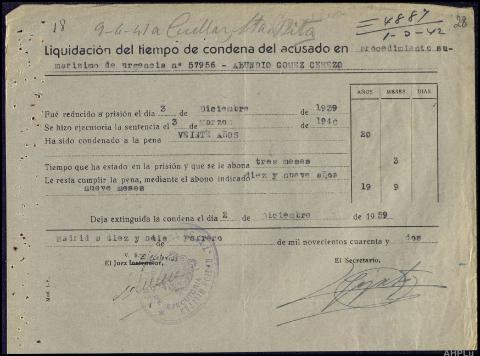 18 9-6-41 a Cuellar, Sta Rita =4887 28
1-3-42
Liquidación del tiempo de condena del acusado en procedimiento su-
marisimo de urgencia nº 57956 - ABUNDIO GOMEZ CEREZO
AÑOS MESES DIAS
Fué reducido a prisión el día 3 de Diciembre de 1939
Se hizo ejecutoria la sentencia el 3 de marzo de 1940
Ha sido condenado a la pena VEINTE AÑOS 20
Tiempo que ha estado en la prisión y que se le abona tres meses 3
Le resta cumplir la pena, mediante el abono indicado diez y nueve años
nueve meses 19 9
Deja extinguida la condena el día 2 de Diciembre de 1959
Madrid a diez y seis de Febrero de mil novecientos cuarenta y dos
V. B.
El Juez Instructor, El Secretario,
Mod. L-3.
AHPLu